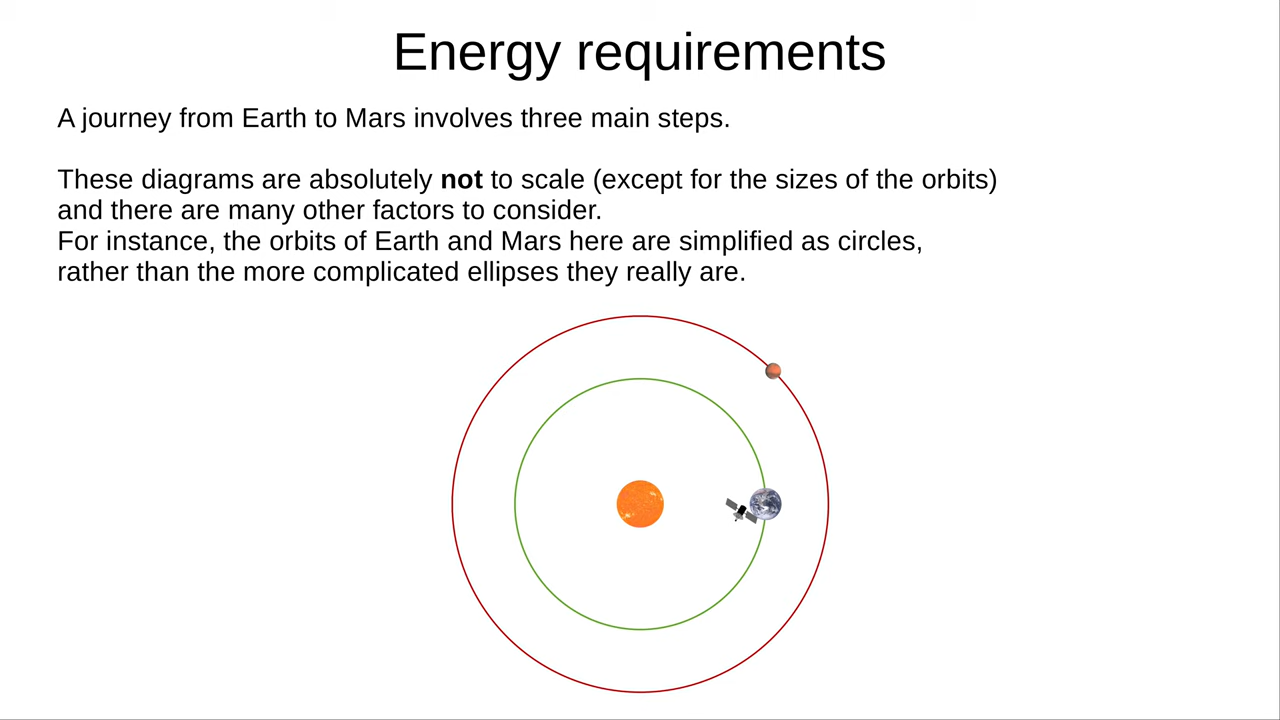 Energy requirements
A journey from Earth to Mars involves three main steps.
These diagrams are absolutely not to scale (except for the sizes of the orbits)
and there are many other factors to consider.
For instance, the orbits of Earth and Mars here are simplified as circles,
rather than the more complicated ellipses they really are.